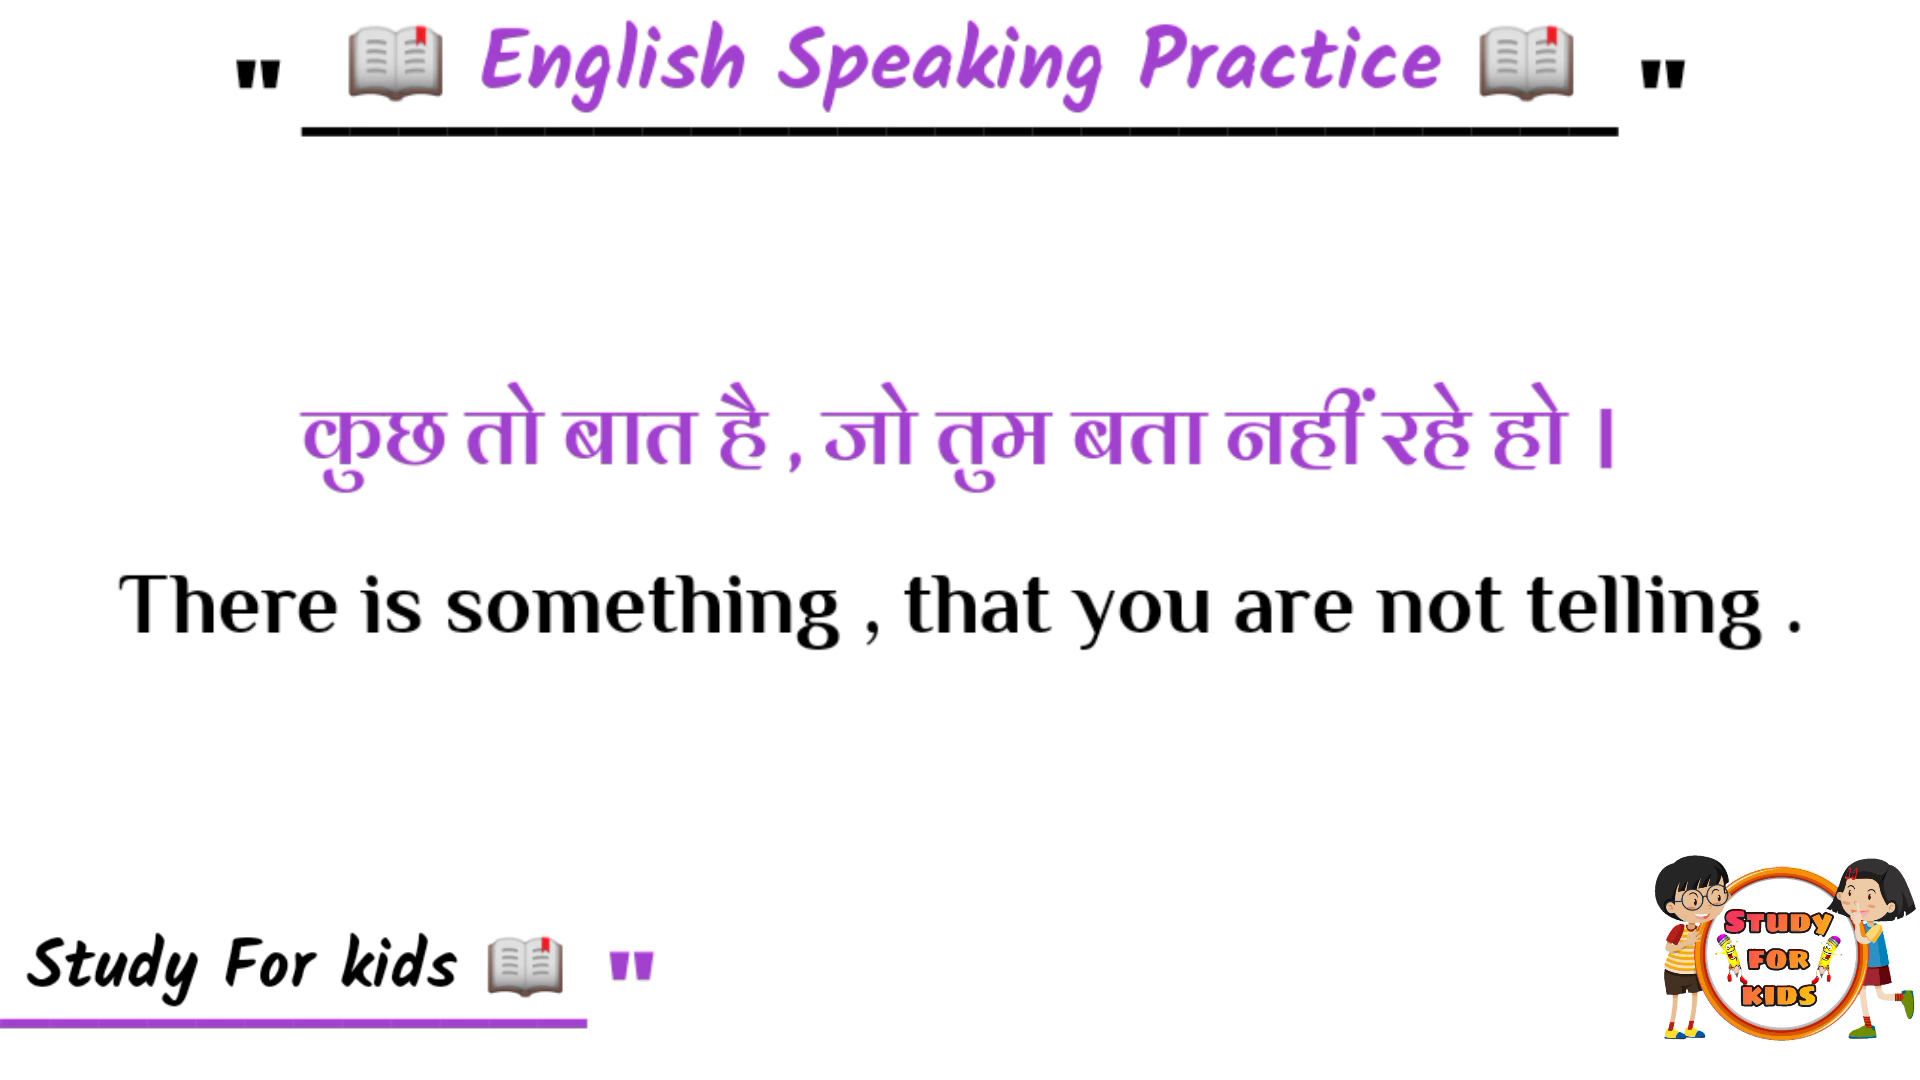 " 📖 English Speaking Practice 📖 "
कुछ तो बात है , जो तुम बता नहीं रहे हो ।
There is something , that you are not telling .
Study For kids 📖 "
STUDY
FOR
KIDS